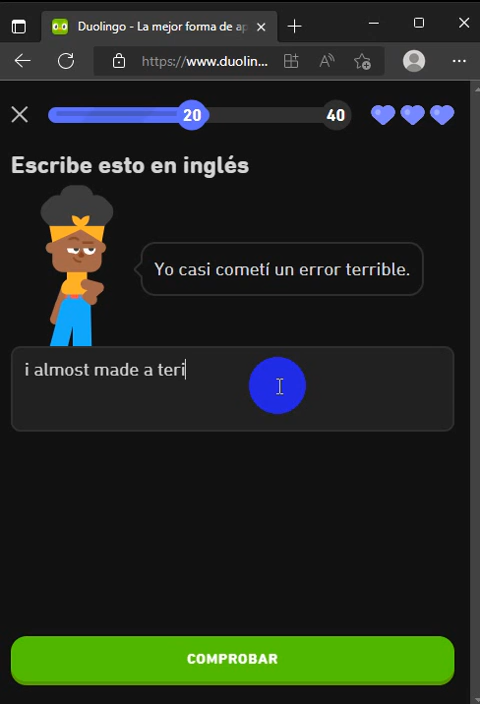 Duolingo - La mejor forma de ap
https://www.duolin...
20
40
Escribe esto en inglés
Yo casi cometí un error terrible.
i almost made a teri
COMPROBAR